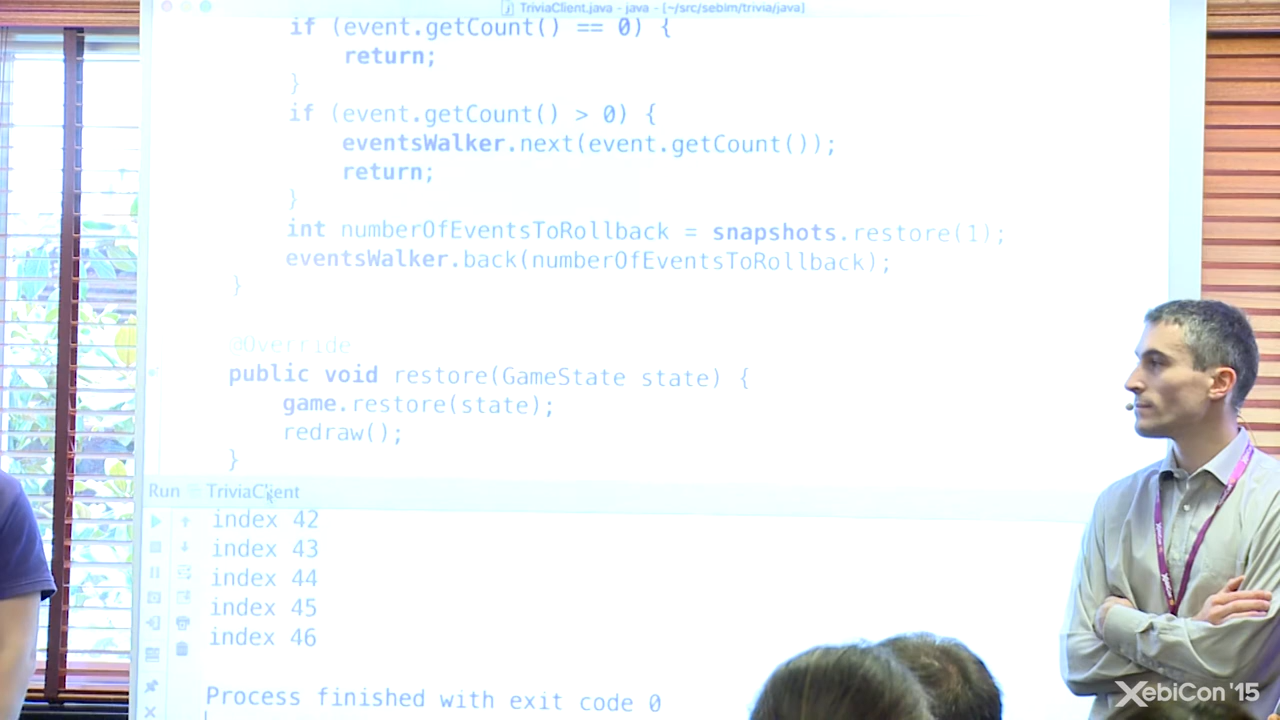 TriviaClient.java - java - [~/src/sebim/trivia/java]
if (event.getCount() == 0) {
return;
}
if (event.getCount() > 0) {
eventsWalker.next(event.getCount());
return;
}
int numberOfEventsToRollback = snapshots.restore(1);
eventsWalker.back(numberOfEventsToRollback);
}
@Override
public void restore(GameState state) {
game.restore(state);
redraw();
}
Run TriviaClient
index 42
index 43
index 44
index 45
index 46
Process finished with exit code 0
XebiCon'15